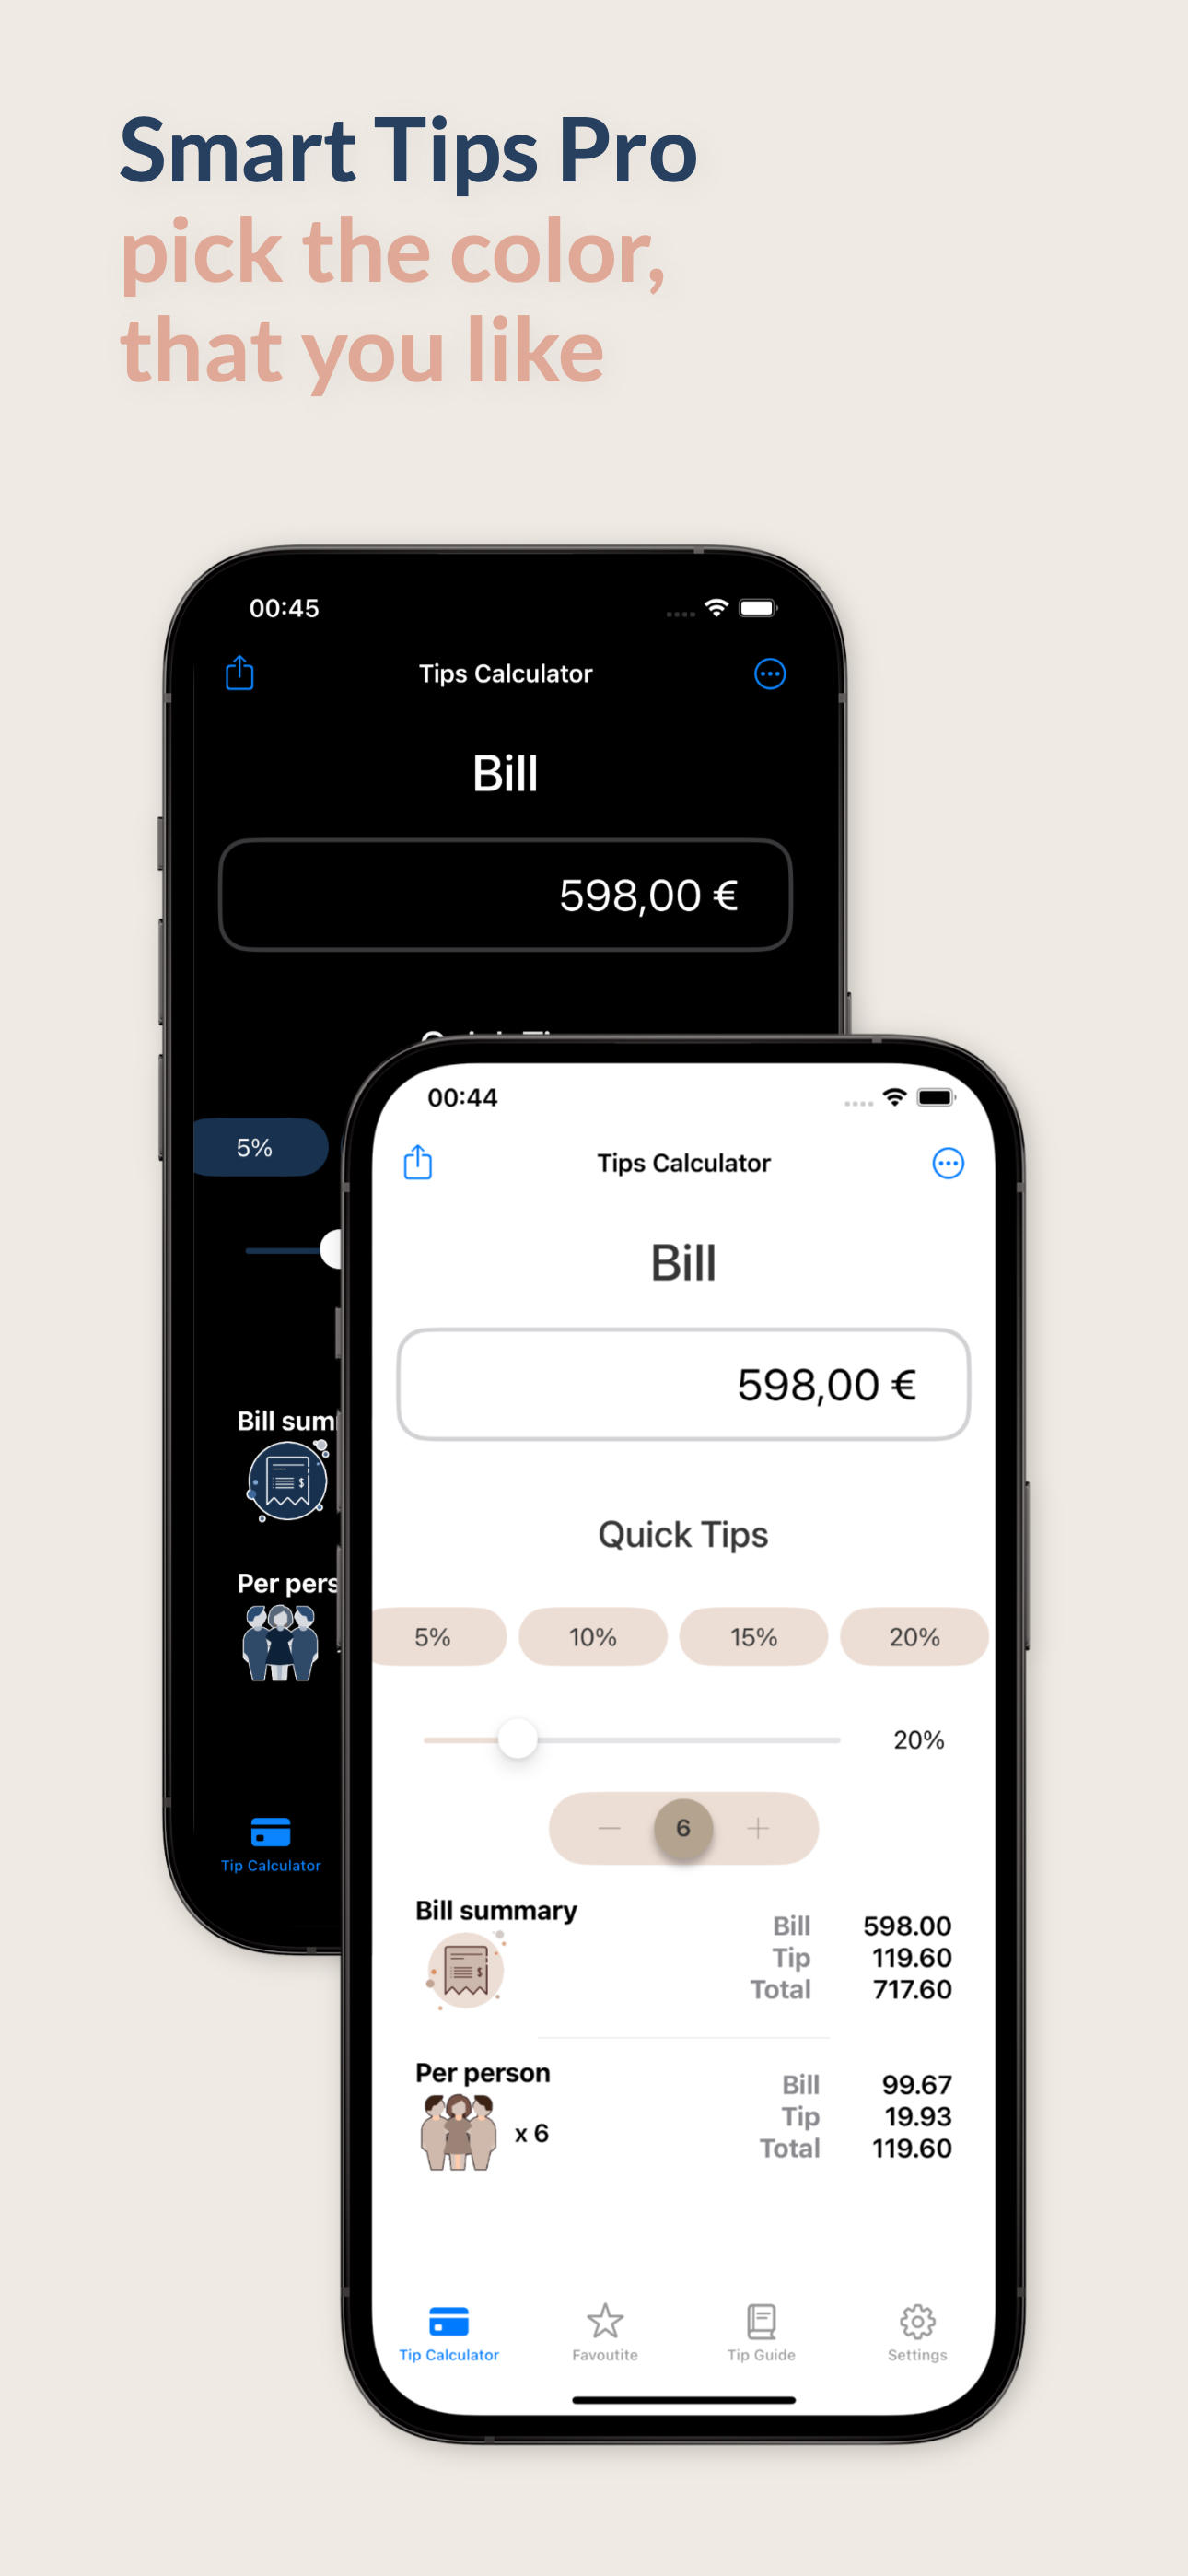 Smart Tips Pro
pick the color,
that you like
00:45
Tips Calculator
Bill
598,00 €
5%
Bill
Per
Tip Calculator
00:44
Tips Calculator
Bill
598,00 €
Quick Tips
5% 10% 15% 20%
20%
− 6 +
Bill summary
$
Bill 598.00
Tip 119.60
Total 717.60
Per person
x 6
Bill 99.67
Tip 19.93
Total 119.60
Tip Calculator Favoutite Tip Guide Settings